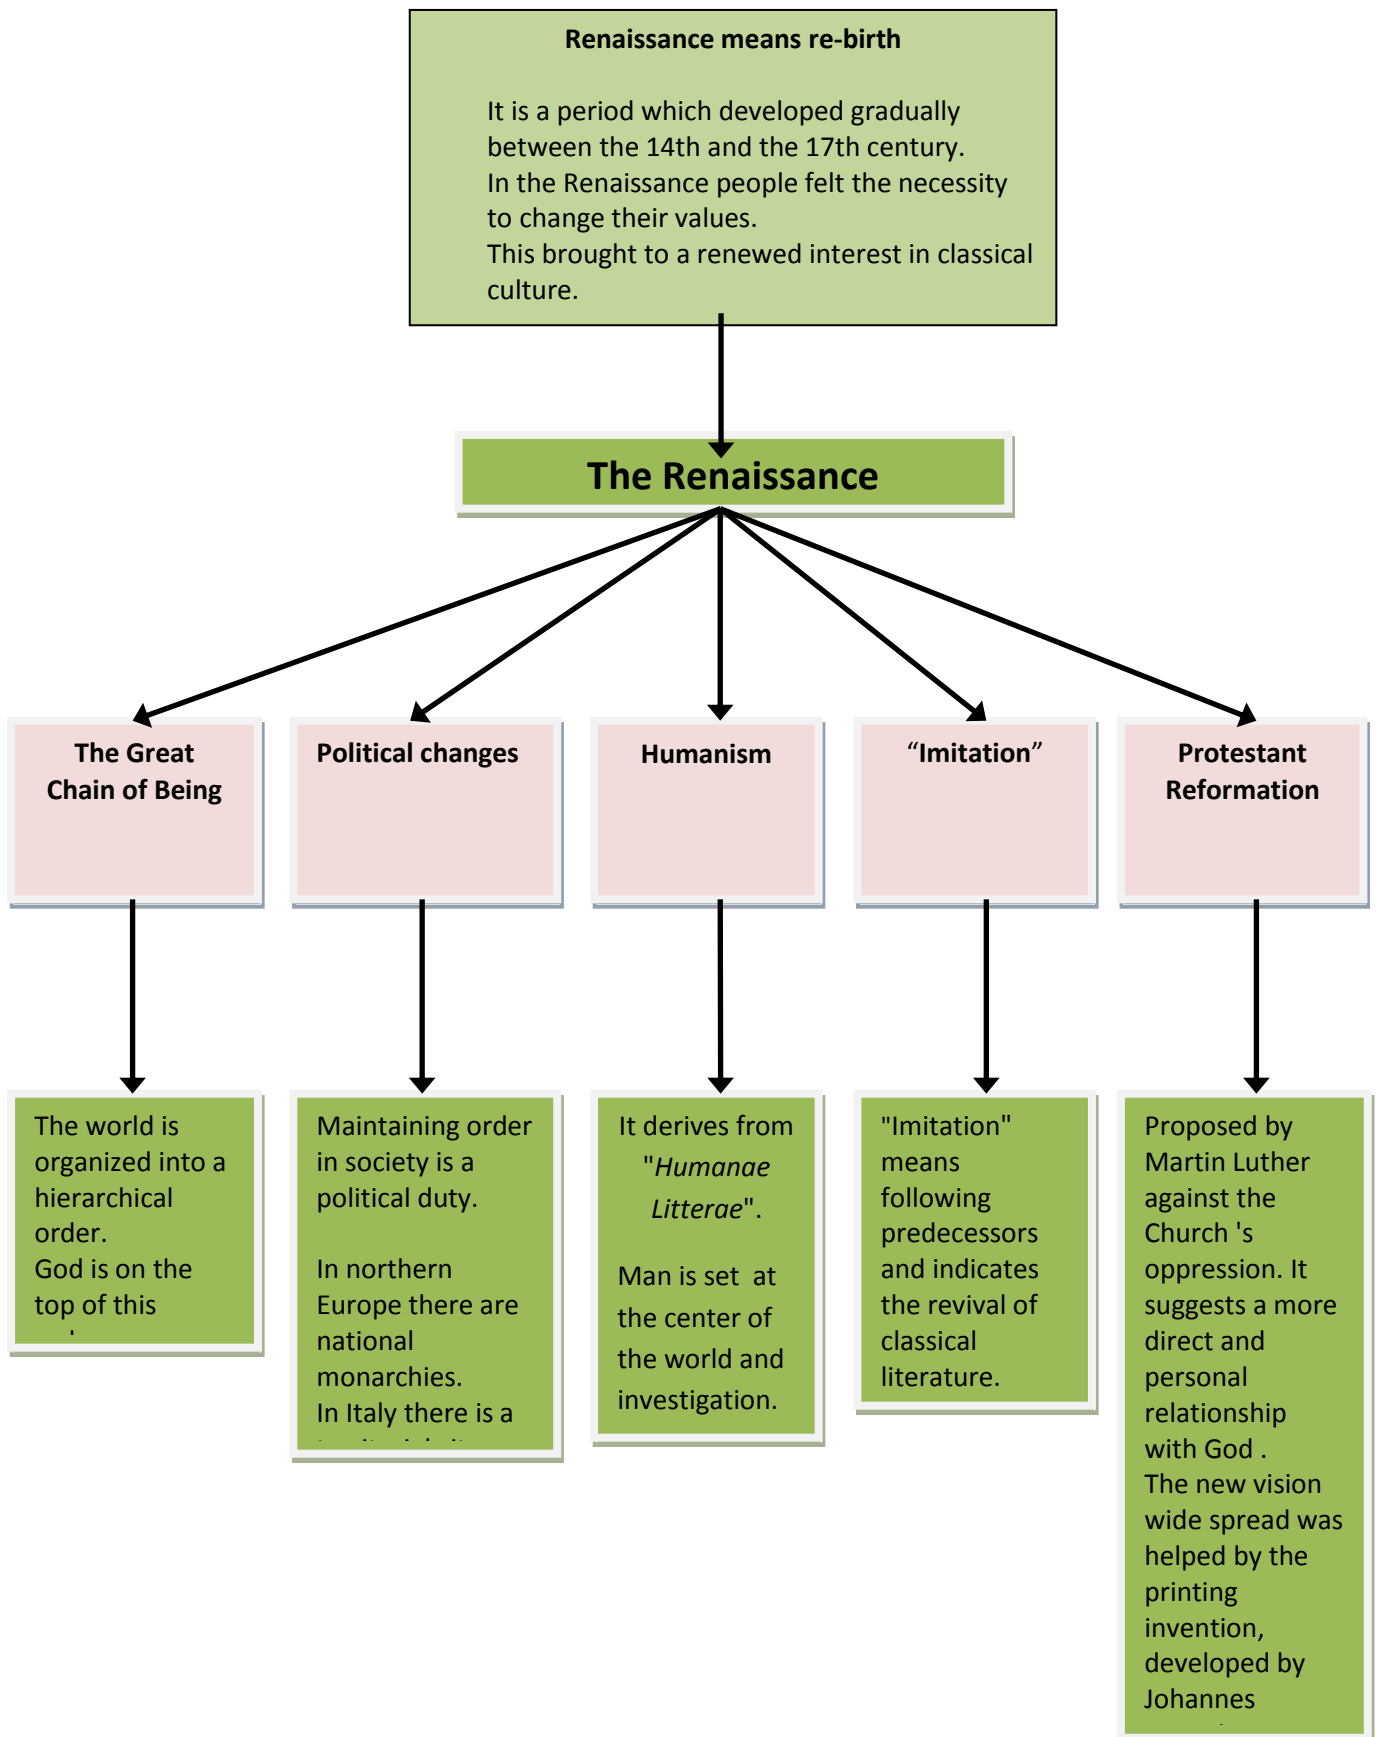 Renaissance means re-birth
It is a period which developed gradually
between the 14th and the 17th century.
In the Renaissance people felt the necessity
to change their values.
This brought to a renewed interest in classical
culture.
The Renaissance
The Great
Chain of Being
Political changes
Humanism
“Imitation”
Protestant
Reformation
The world is
organized into a
hierarchical
order.
God is on the
top of this
Maintaining order
in society is a
political duty.
In northern
Europe there are
national
monarchies.
In Italy there is a
It derives from
"Humanae
Litterae".
Man is set at
the center of
the world and
investigation.
"Imitation"
means
following
predecessors
and indicates
the revival of
classical
literature.
Proposed by
Martin Luther
against the
Church 's
oppression. It
suggests a more
direct and
personal
relationship
with God .
The new vision
wide spread was
helped by the
printing
invention,
developed by
Johannes